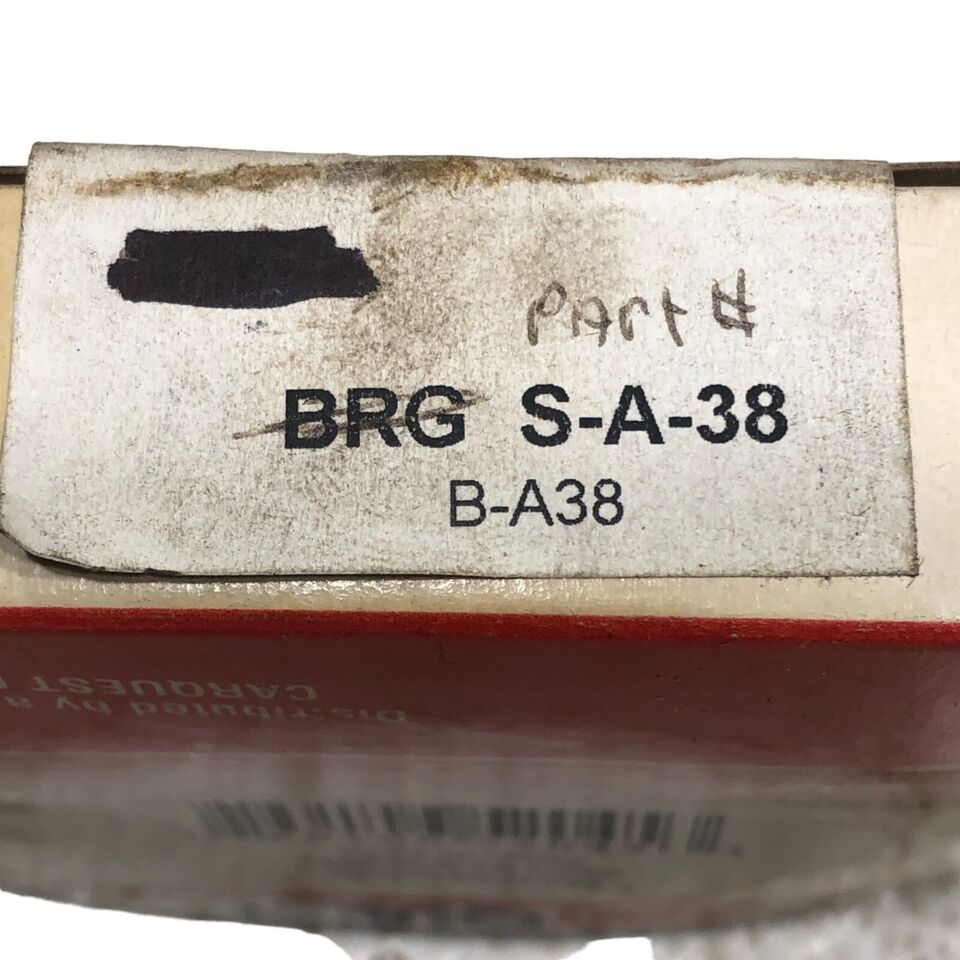 Part #
BRG S-A-38
B-A38
Distributed by a
CARQUEST